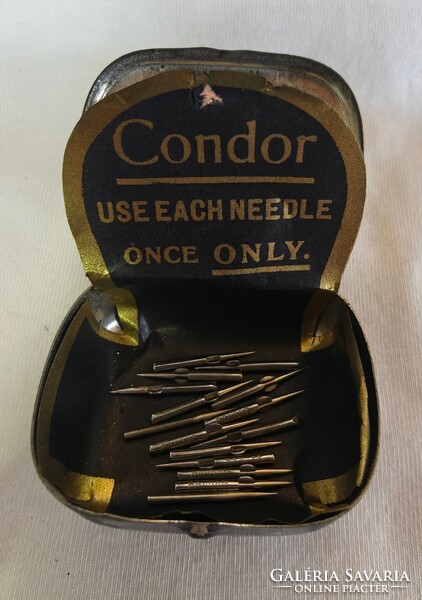 Condor
USE EACH NEEDLE
ONCE ONLY.
GALÉRIA SAVARIA
ONLINE PIACTÉR